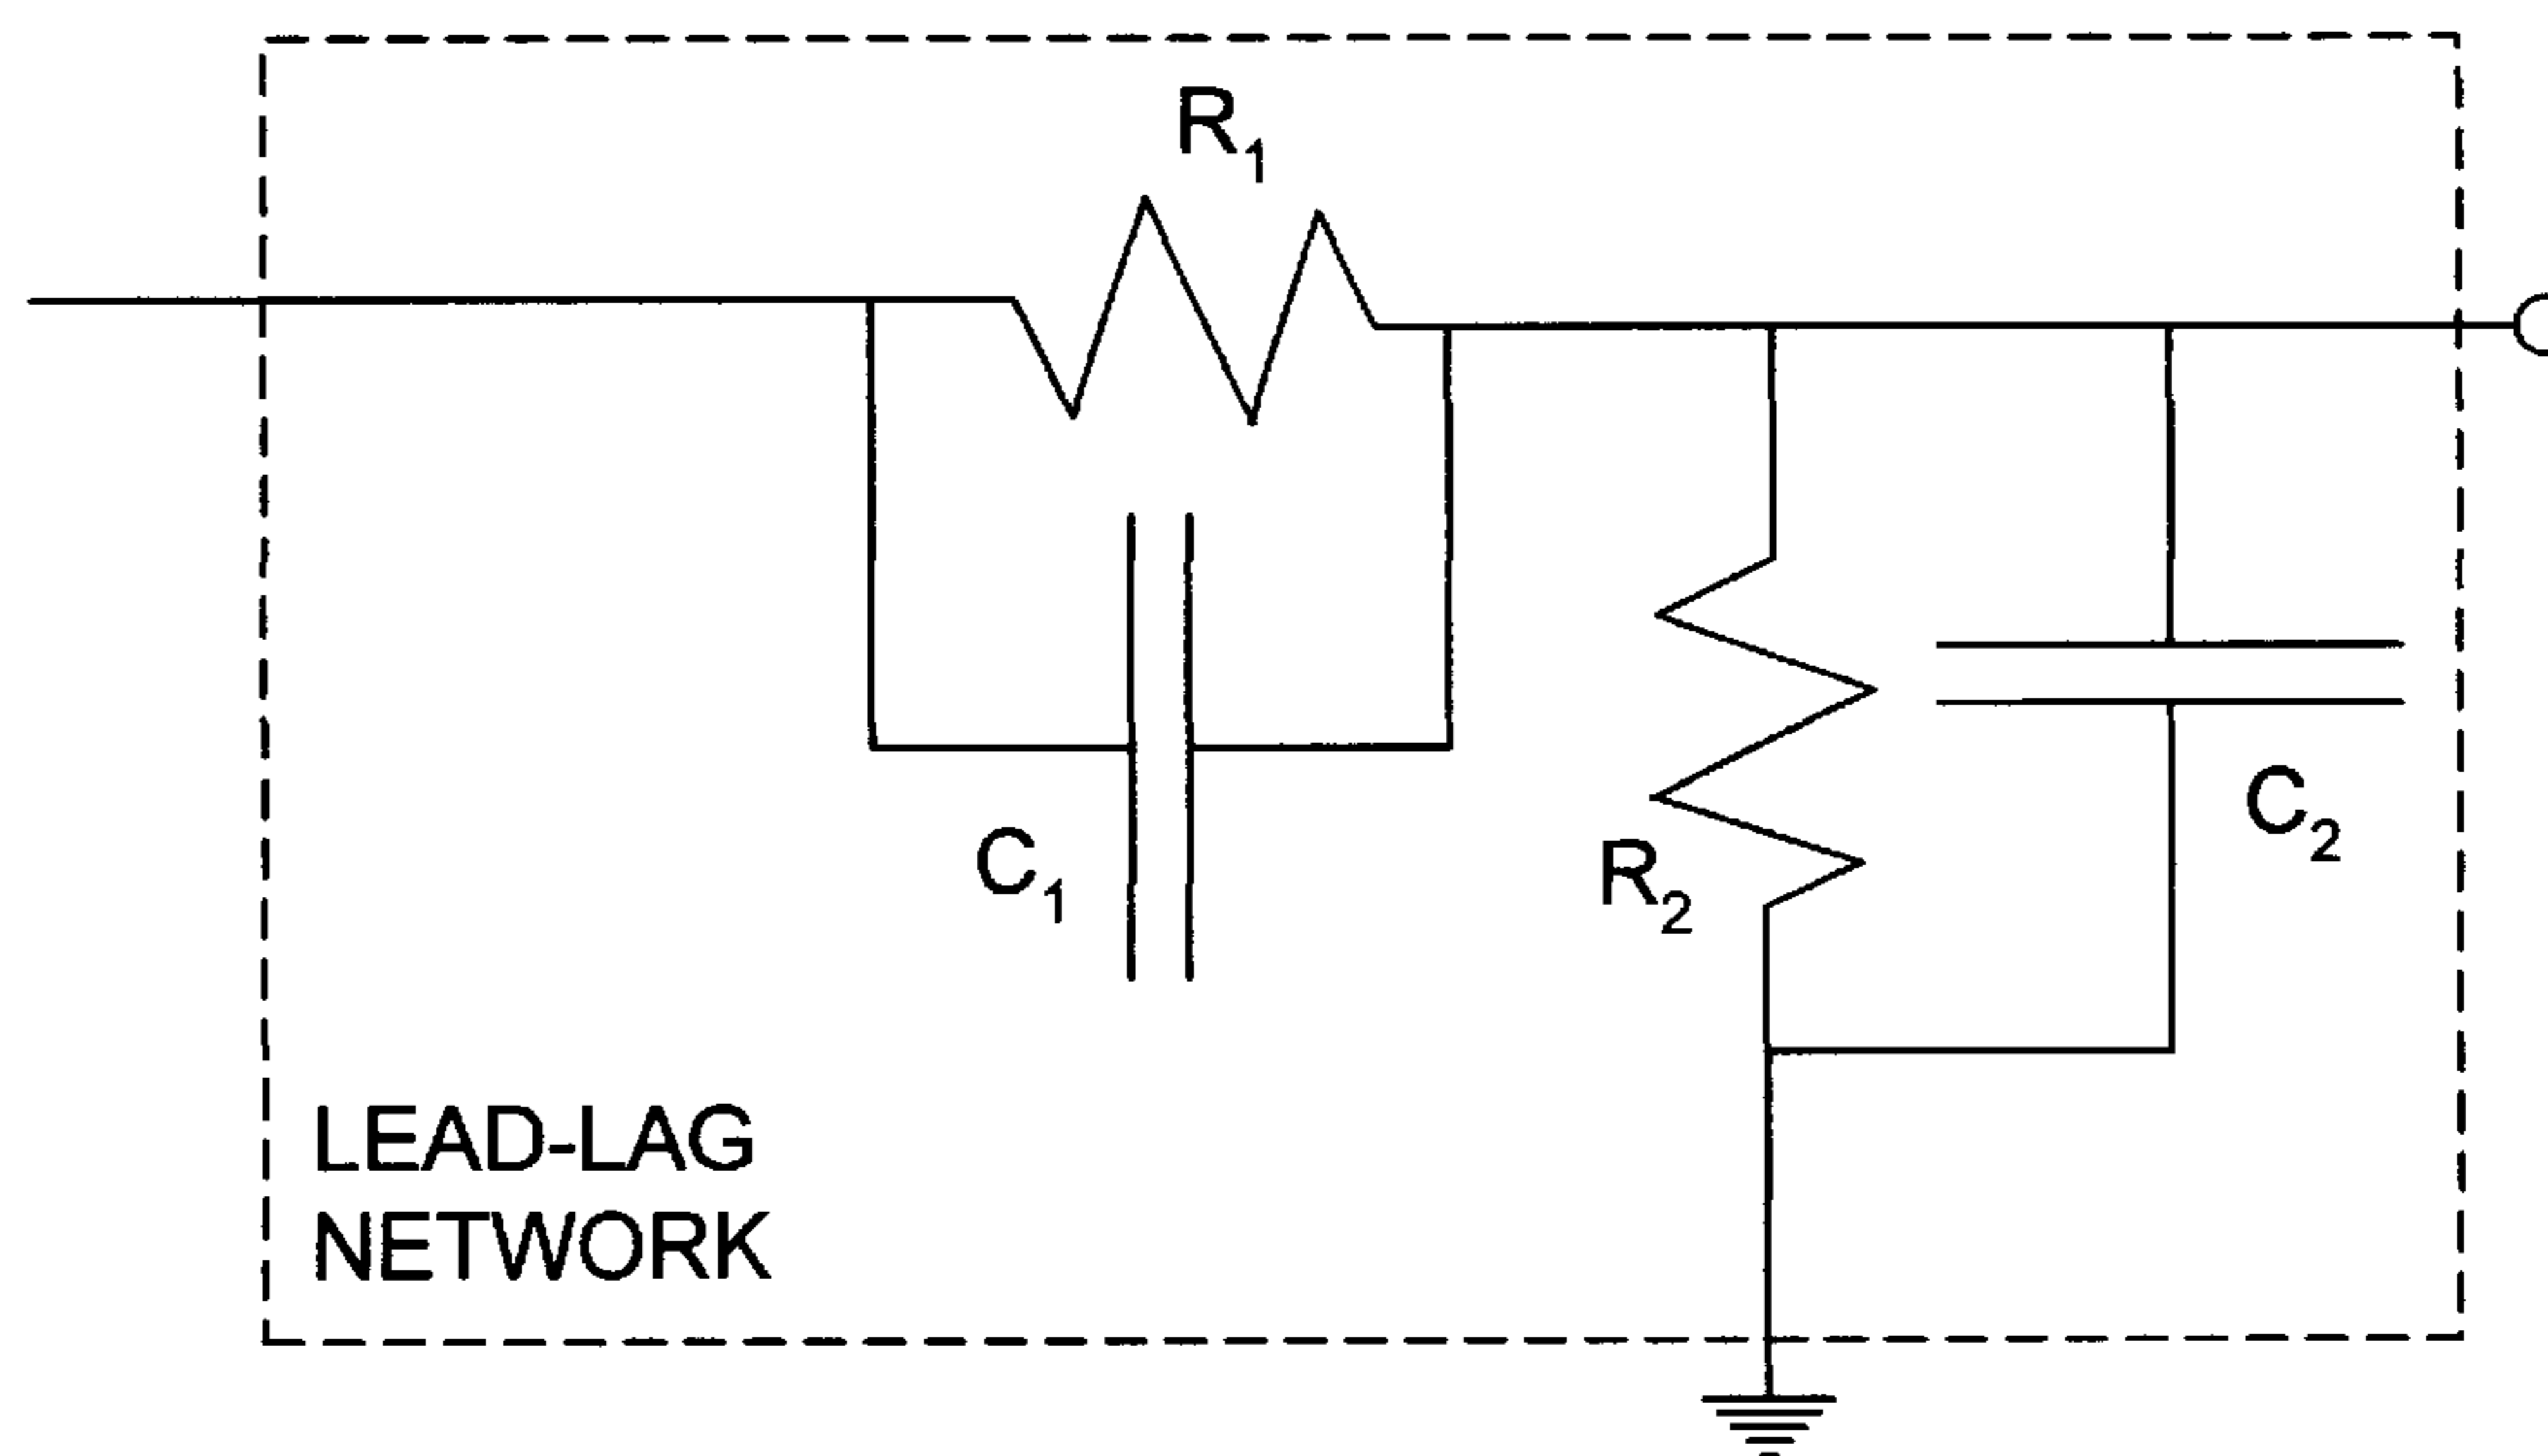 R₁
C₁
R₂
C₂
LEAD-LAG
NETWORK